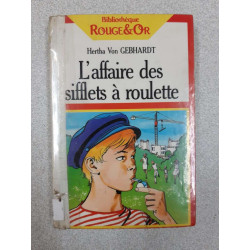 Bibliothèque
ROUGE&OR
Hertha Von GEBHARDT
L'affaire des
sifflets à roulette